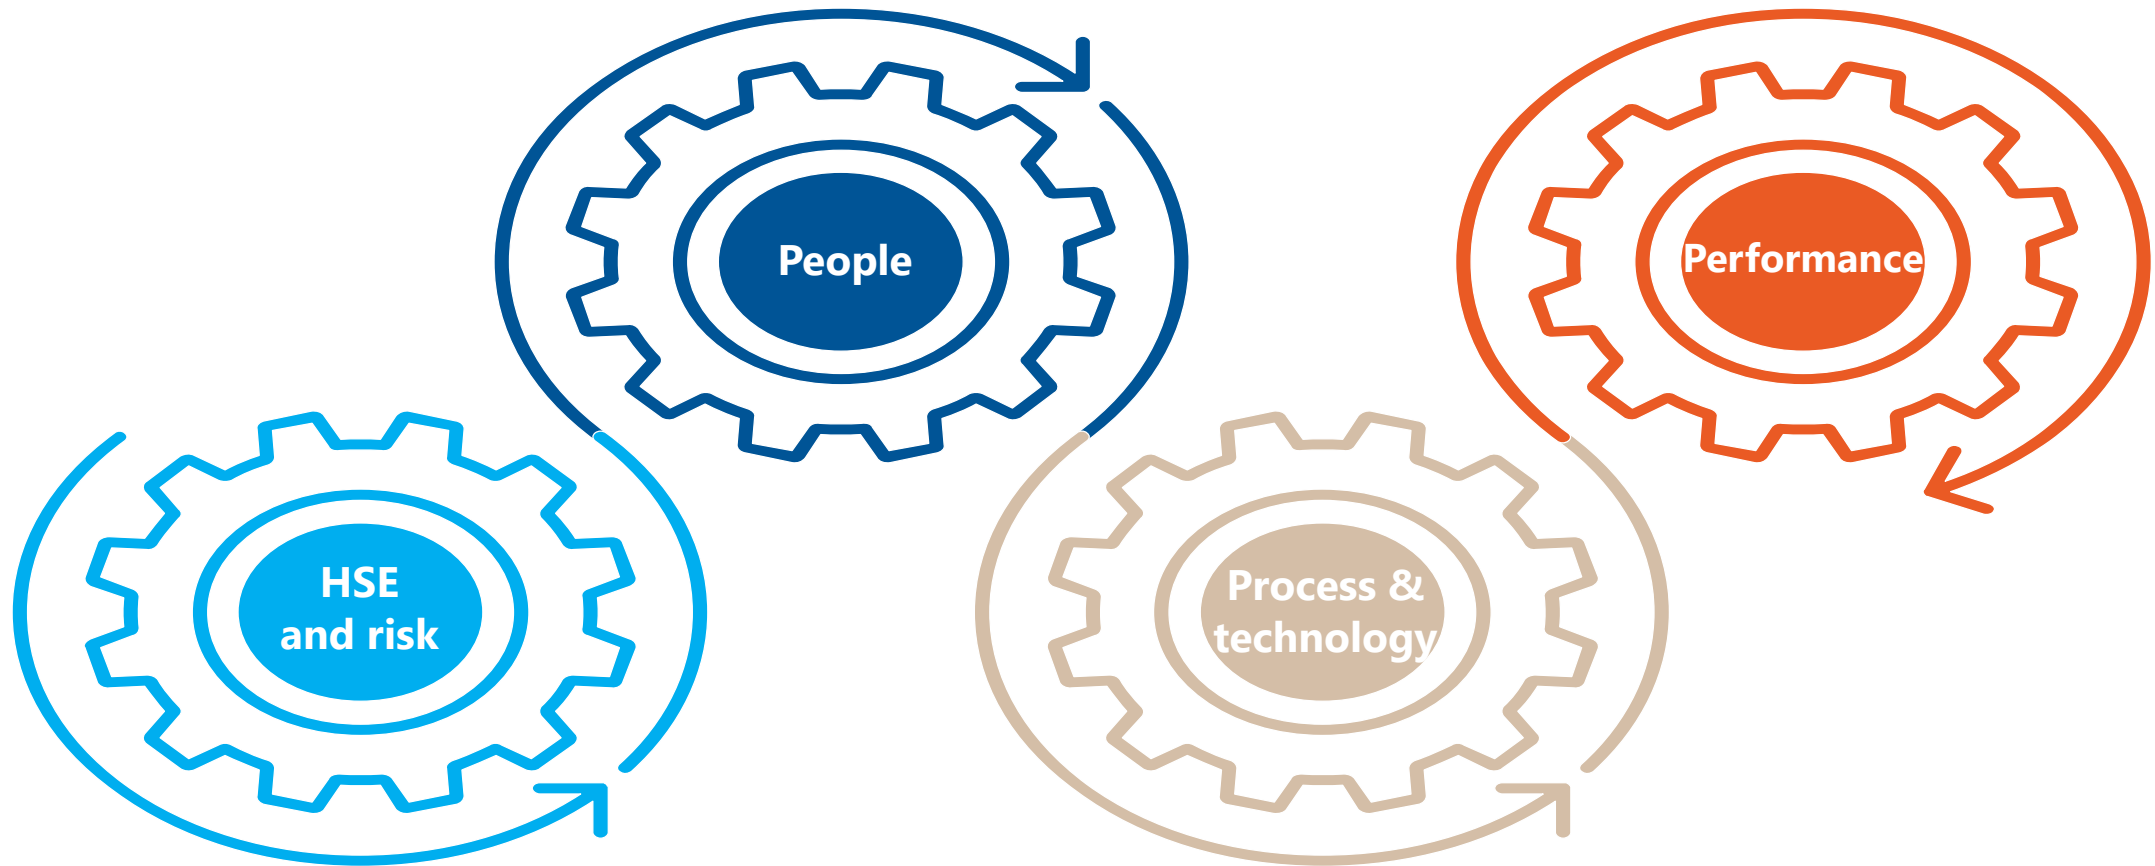 People
Performance
HSE
and risk
Process &
technology